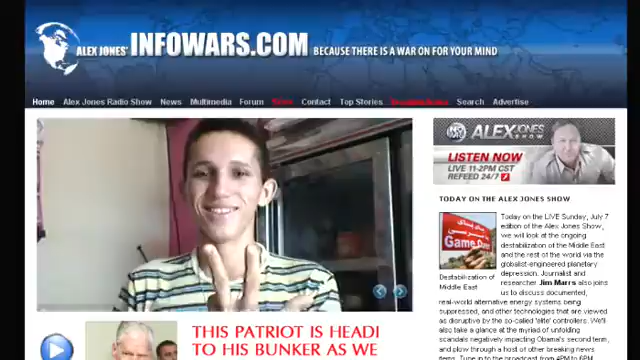 ALEX JONES' INFOWARS.COM BECAUSE THERE IS A WAR ON FOR YOUR MIND
Home Alex Jones Radio Show News Multimedia Forum Contact Top Stories Search Advertise
ALEX JONES
SHOW
LISTEN NOW
LIVE 11-2PM CST
REFEED 24/7
TODAY ON THE ALEX JONES SHOW
Today on the LIVE Sunday, July 7
edition of the Alex Jones Show,
we will look at the ongoing
destabilization of the Middle East
and the rest of the world via the
globalist-engineered planetary
depression. Journalist and
researcher Jim Marrs also joins
us to discuss documented,
Game Over
Destabilization of
Middle East
real-world alternative energy systems being
suppressed, and other technologies that are viewed
as disruptive by the so-called 'elite' controllers. We'll
also take a glance at the myriad of unfolding
scandals negatively impacting Obama's second term,
and plow through a host of other breaking news
items. Tune in to the broadcast from 4PM to 6PM
THIS PATRIOT IS HEADI
TO HIS BUNKER AS WE